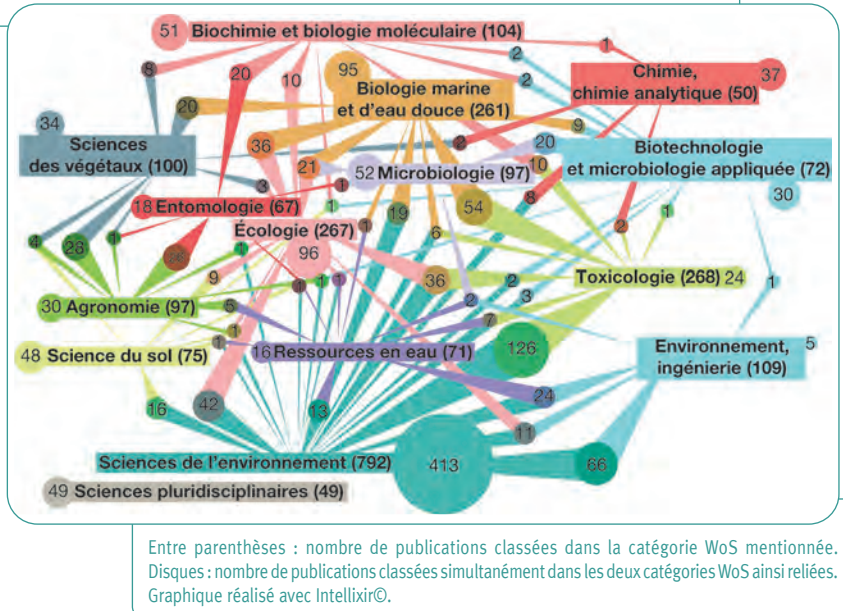 51 Biochimie et biologie moléculaire (104)
2
1
8
20
10
95
2
Chimie,
chimie analytique (50)
37
Biologie marine
et d'eau douce (261)
20
9
34
Sciences
des végétaux (100)
36
2
20
Biotechnologie
et microbiologie appliquée (72)
21
52 Microbiologie (97)
10
30
3
1
8
18 Entomologie (67)
1
19
54
2
1
Écologie (267)
1
6
4
28
1
36
1
96
9
36
2
Toxicologie (268) 24
1
3
30 Agronomie (97)
5
1
1
2
7
1
48 Science du sol (75)
1
16 Ressources en eau (71)
126
Environnement,
ingénierie (109)
5
16
42
13
24
11
Sciences de l'environnement (792)
413
66
49 Sciences pluridisciplinaires (49)
Entre parenthèses : nombre de publications classées dans la catégorie WoS mentionnée.
Disques : nombre de publications classées simultanément dans les deux catégories WoS ainsi reliées.
Graphique réalisé avec Intellixir©.